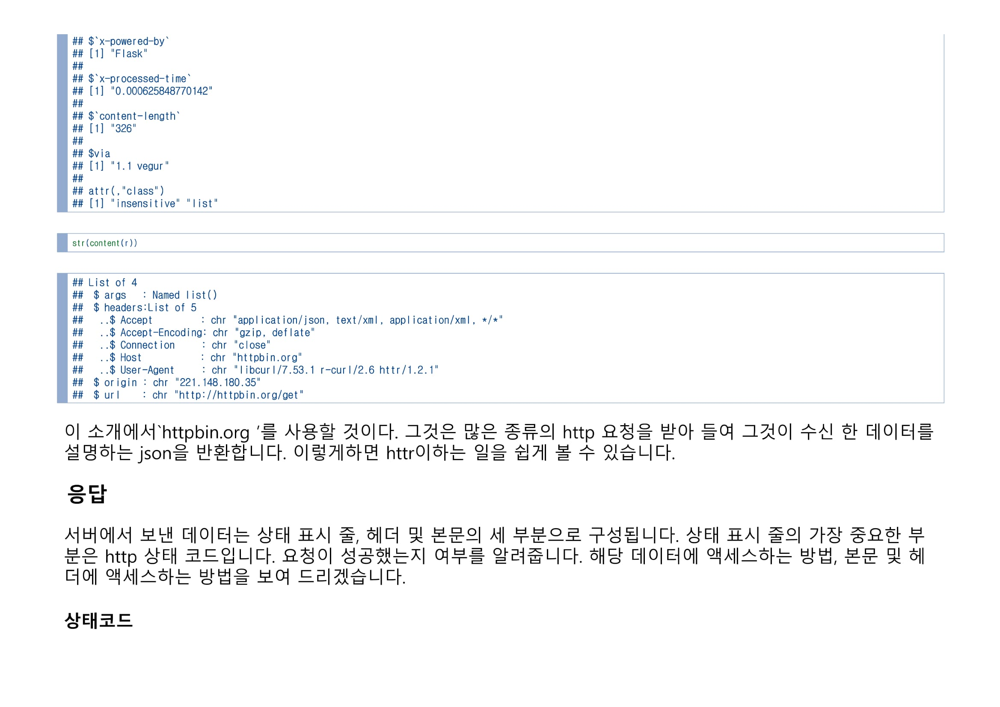 ## $`x-powered-by`
## [1] "Flask"
##
## $`x-processed-time`
## [1] "0.000625848770142"
##
## $`content-length`
## [1] "326"
##
## $via
## [1] "1.1 vegur"
##
## attr(,"class")
## [1] "insensitive" "list"
str(content(r))
## List of 4
##  $ args   : Named list()
##  $ headers:List of 5
##   ..$ Accept         : chr "application/json, text/xml, application/xml, */*"
##   ..$ Accept-Encoding: chr "gzip, deflate"
##   ..$ Connection     : chr "close"
##   ..$ Host           : chr "httpbin.org"
##   ..$ User-Agent     : chr "libcurl/7.53.1 r-curl/2.6 httr/1.2.1"
##  $ origin : chr "221.148.180.35"
##  $ url    : chr "http://httpbin.org/get"
이 소개에서`httpbin.org ’를 사용할 것이다. 그것은 많은 종류의 http 요청을 받아 들여 그것이 수신 한 데이터를
설명하는 json을 반환합니다. 이렇게하면 httr이하는 일을 쉽게 볼 수 있습니다.
응답
서버에서 보낸 데이터는 상태 표시 줄, 헤더 및 본문의 세 부분으로 구성됩니다. 상태 표시 줄의 가장 중요한 부
분은 http 상태 코드입니다. 요청이 성공했는지 여부를 알려줍니다. 해당 데이터에 액세스하는 방법, 본문 및 헤
더에 액세스하는 방법을 보여 드리겠습니다.
상태코드